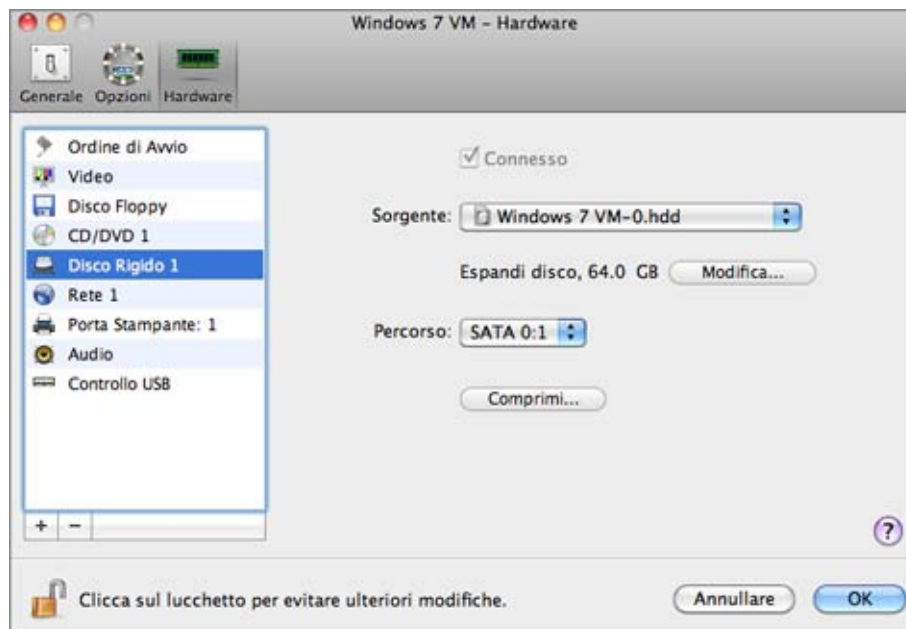 Windows 7 VM – Hardware
Generale Opzioni Hardware
Ordine di Avvio
Video
Disco Floppy
CD/DVD 1
Disco Rigido 1
Rete 1
Porta Stampante: 1
Audio
Controllo USB
+ −
Connesso
Sorgente: Windows 7 VM-0.hdd
Espandi disco, 64.0 GB Modifica...
Percorso: SATA 0:1
Comprimi...
?
Clicca sul lucchetto per evitare ulteriori modifiche.
Annullare OK